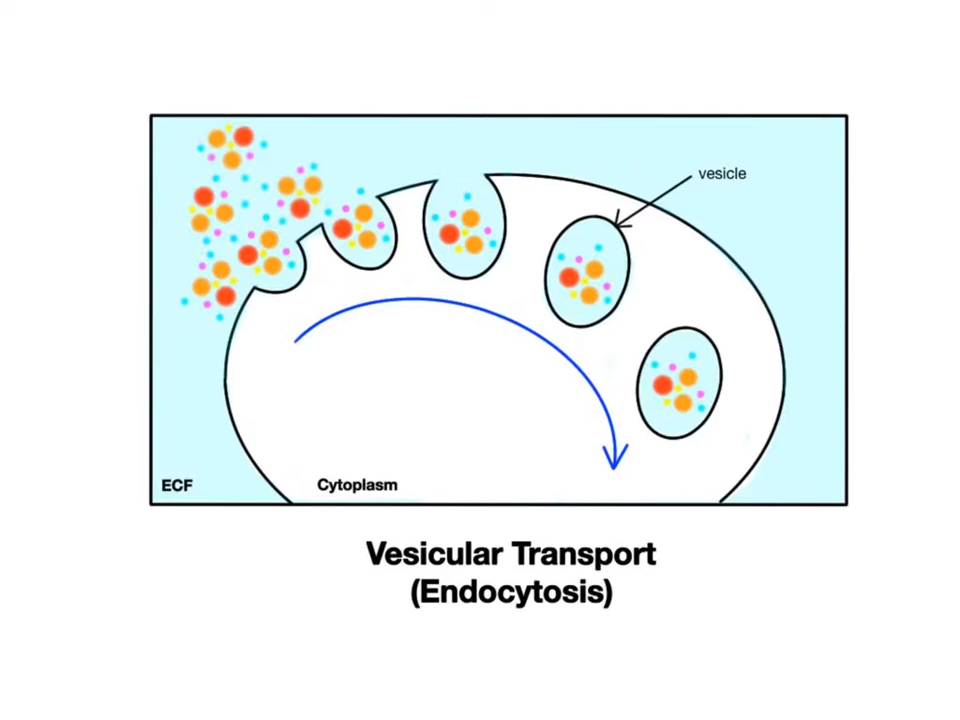 vesicle
ECF
Cytoplasm
Vesicular Transport
(Endocytosis)